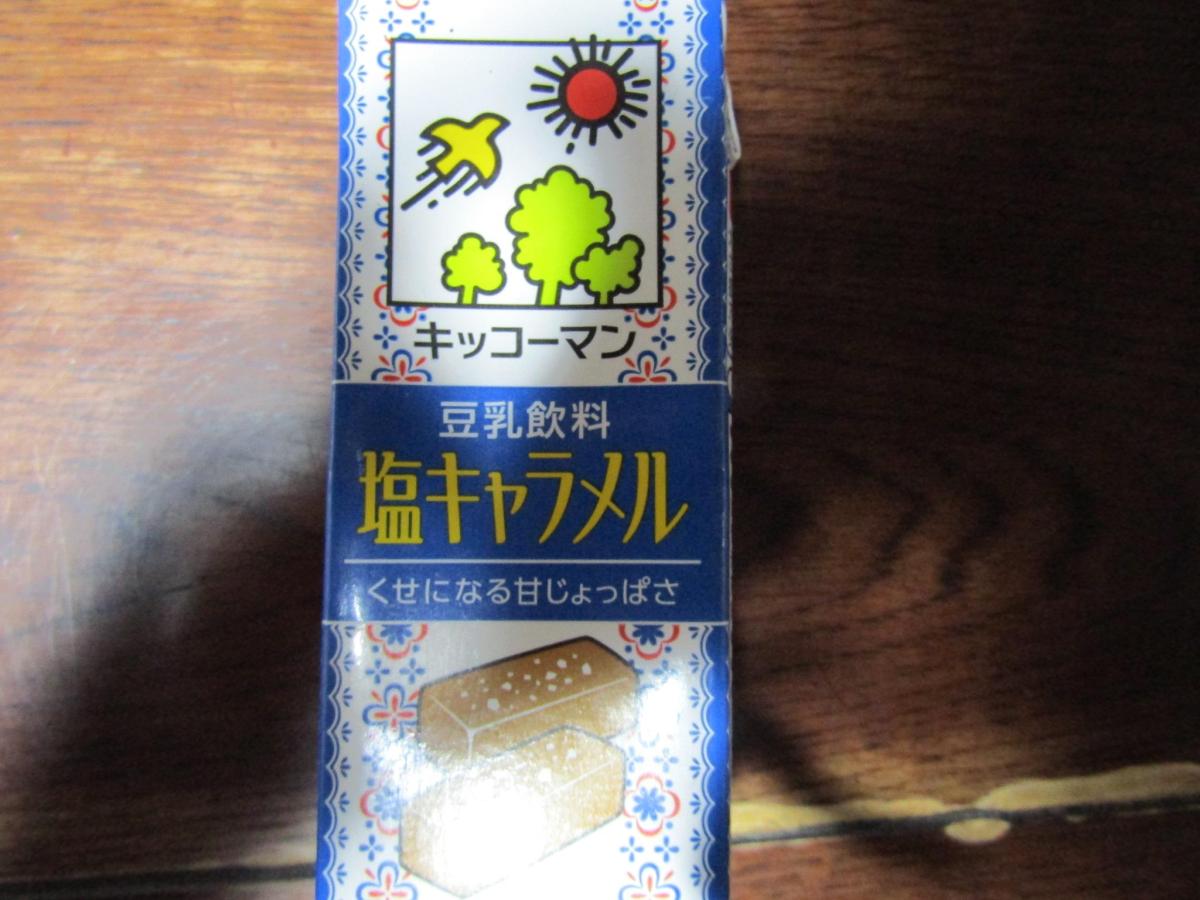 キッコーマン
豆乳飲料
塩キャラメル
くせになる甘じょっぱさ